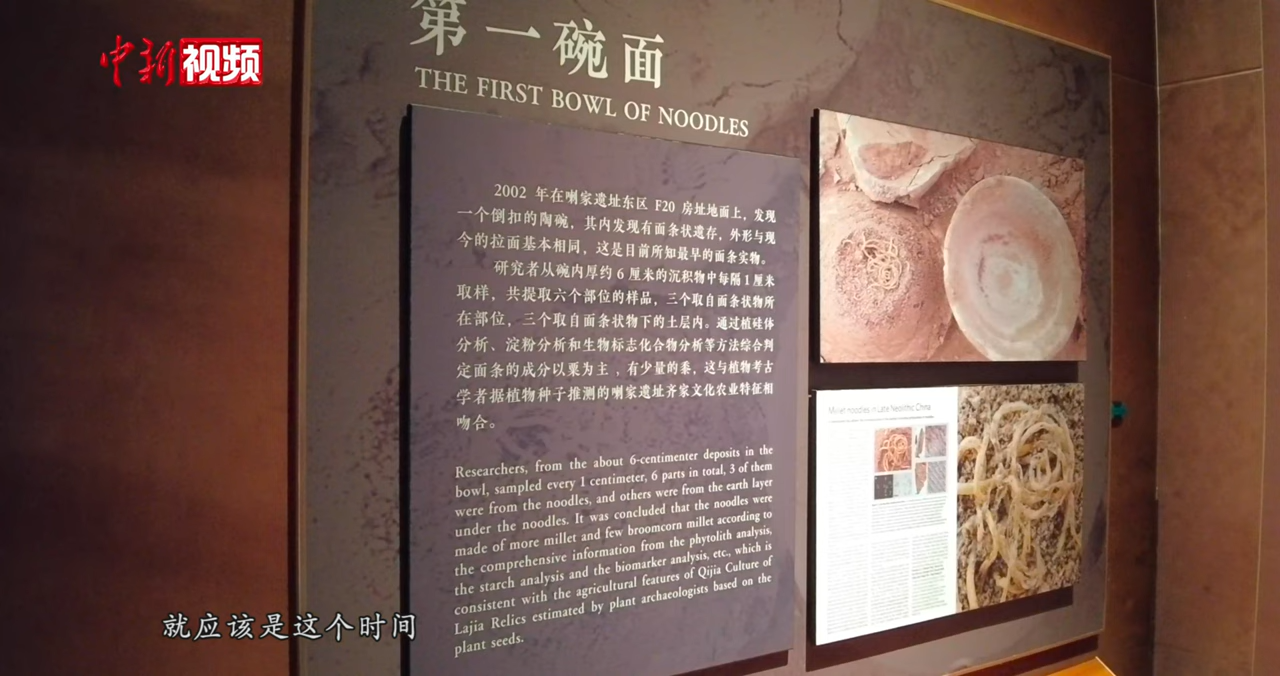 中新视频
第一碗面
THE FIRST BOWL OF NOODLES
2002 年在喇家遗址东区 F20 房址地面上，发现
一个倒扣的陶碗，其内发现有面条状遗存，外形与现
今的拉面基本相同，这是目前所知最早的面条实物。
研究者从碗内厚约 6 厘米的沉积物中每隔 1 厘米
取样，共提取六个部位的样品，三个取自面条状物所
在部位，三个取自面条状物下的土层内。通过植硅体
分析、淀粉分析和生物标志化合物分析等方法综合判
定面条的成分以粟为主，有少量的黍，这与植物考古
学者据植物种子推测的喇家遗址齐家文化农业特征相
吻合。
Researchers, from the about 6-centimenter deposits in the
bowl, sampled every 1 centimeter, 6 parts in total, 3 of them
were from the noodles, and others were from the earth layer
under the noodles. It was concluded that the noodles were
made of more millet and few broomcorn millet according to
the comprehensive information from the phytolith analysis,
the starch analysis and the biomarker analysis, etc., which is
consistent with the agricultural features of Qijia Culture of
Lajia Relics estimated by plant archaeologists based on the
plant seeds.
Millet noodles in Late Neolithic China
就应该是这个时间